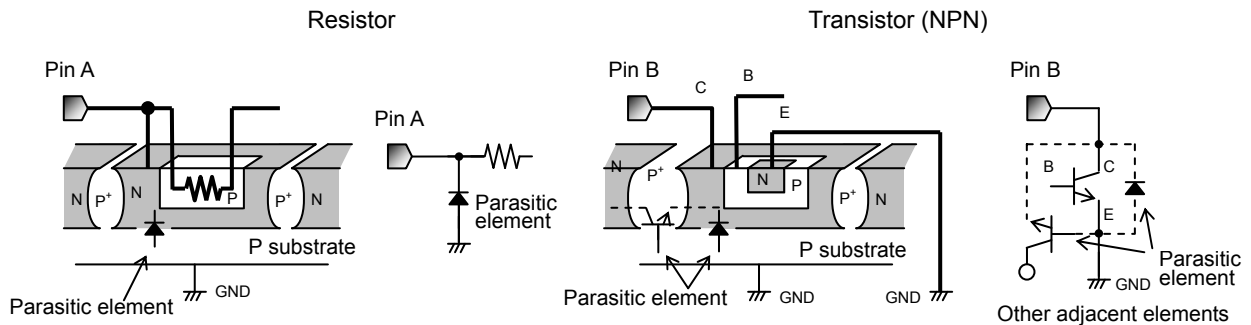 Resistor
Transistor (NPN)
Pin A
N
P+
N
P
P+
N
P substrate
GND
Parasitic element
Pin A
Parasitic
element
Pin B
C
B
E
N
P+
N
N
P
P+
N
P substrate
Parasitic element
GND
GND
Pin B
B
C
E
GND
Parasitic
element
Other adjacent elements